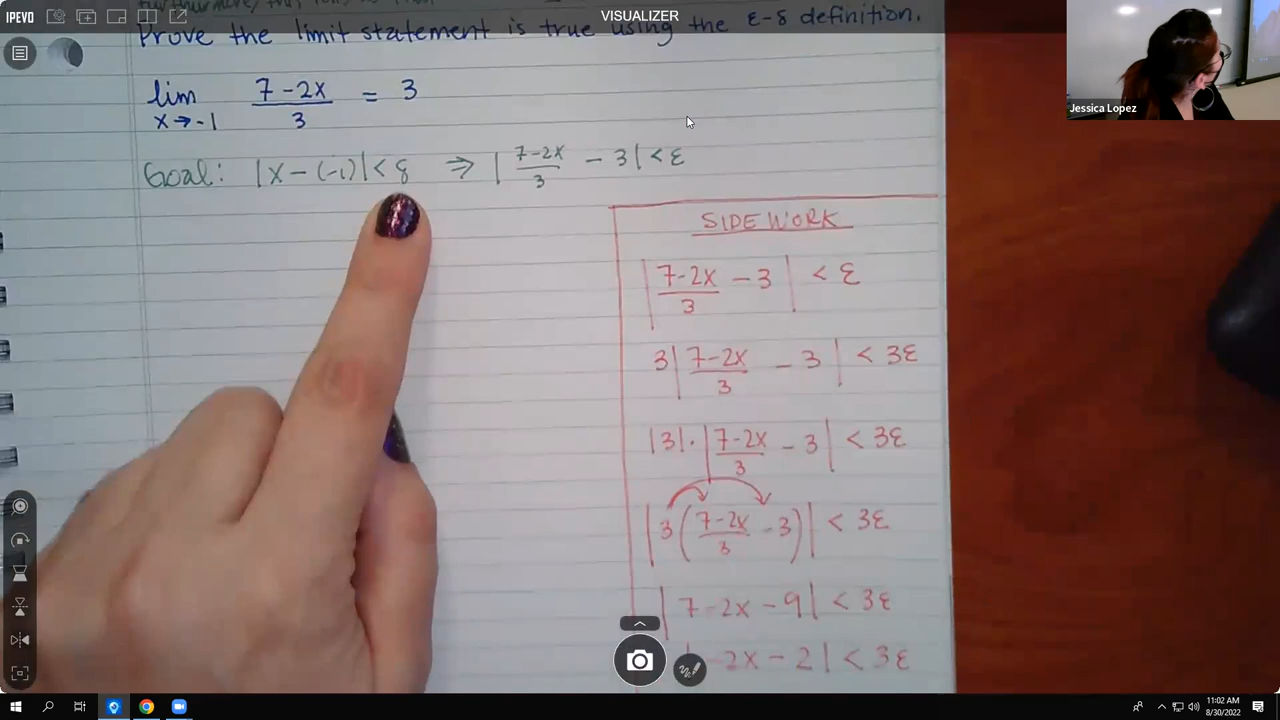 IPEVO
VISUALIZER
Prove the limit statement is true using the ε-δ definition.
lim x→-1 7-2x/3 = 3
Goal: |x-(-1)|<δ ⇒ |7-2x/3 - 3|<ε
SIDE WORK
|7-2x/3 - 3| < ε
3|7-2x/3 - 3| < 3ε
|3|·|7-2x/3 - 3| < 3ε
|3(7-2x/3 - 3)| < 3ε
|7-2x-9| < 3ε
|-2x-2| < 3ε
Jessica Lopez
11:02 AM
8/30/2022